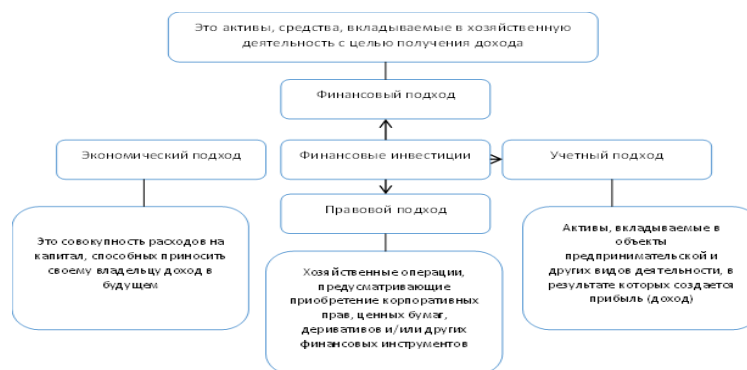 Это активы, средства, вкладываемые в хозяйственную
деятельность с целью получения дохода
Финансовый подход
Экономический подход
Финансовые инвестиции
Учетный подход
Правовой подход
Это совокупность расходов на
капитал, способных приносить
своему владельцу доход в
будущем
Хозяйственные операции,
предусматривающие
приобретение корпоративных
прав, ценных бумаг,
деривативов и/или других
финансовых инструментов
Активы, вкладываемые в
объекты
предпринимательской и
других видов деятельности, в
результате которых создается
прибыль (доход)